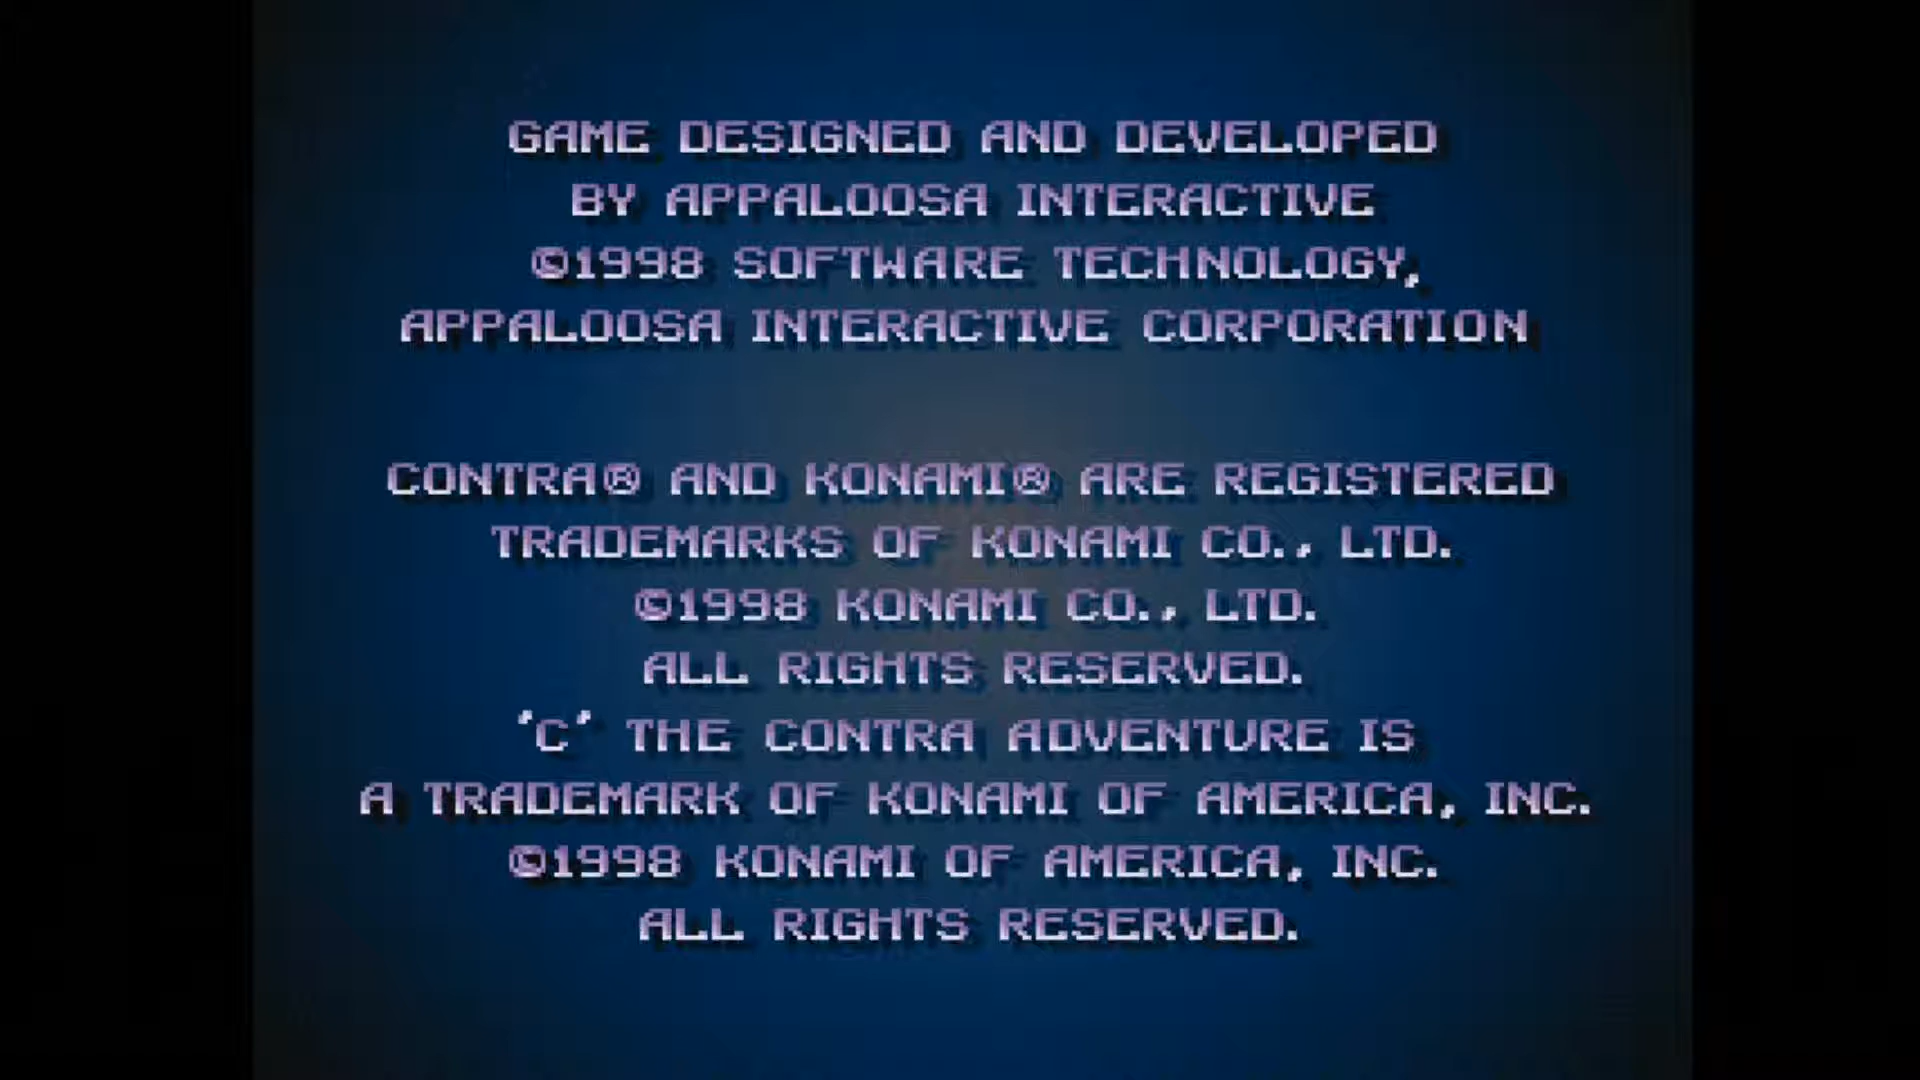 GAME DESIGNED AND DEVELOPED
BY APPALOOSA INTERACTIVE
©1998 SOFTWARE TECHNOLOGY,
APPALOOSA INTERACTIVE CORPORATION
CONTRA® AND KONAMI® ARE REGISTERED
TRADEMARKS OF KONAMI CO., LTD.
©1998 KONAMI CO., LTD.
ALL RIGHTS RESERVED.
'C' THE CONTRA ADVENTURE IS
A TRADEMARK OF KONAMI OF AMERICA, INC.
©1998 KONAMI OF AMERICA, INC.
ALL RIGHTS RESERVED.